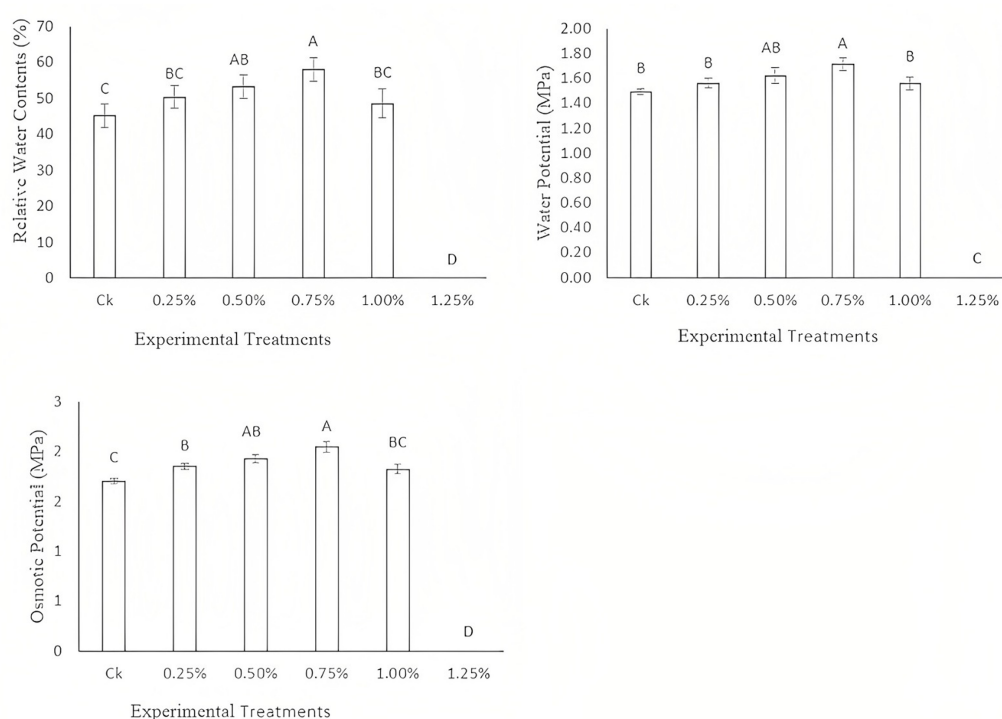 Relative Water Contents (%)
70
60
50
40
30
20
10
0
C
BC
AB
A
BC
D
Ck 0.25% 0.50% 0.75% 1.00% 1.25%
Experimental Treatments
Water Potential (MPa)
2.00
1.80
1.60
1.40
1.20
1.00
0.80
0.60
0.40
0.20
0.00
B
B
AB
A
B
C
Ck 0.25% 0.50% 0.75% 1.00% 1.25%
Experimental Treatments
Osmotic Potential (MPa)
3
2
2
1
1
0
C
B
AB
A
BC
D
Ck 0.25% 0.50% 0.75% 1.00% 1.25%
Experimental Treatments